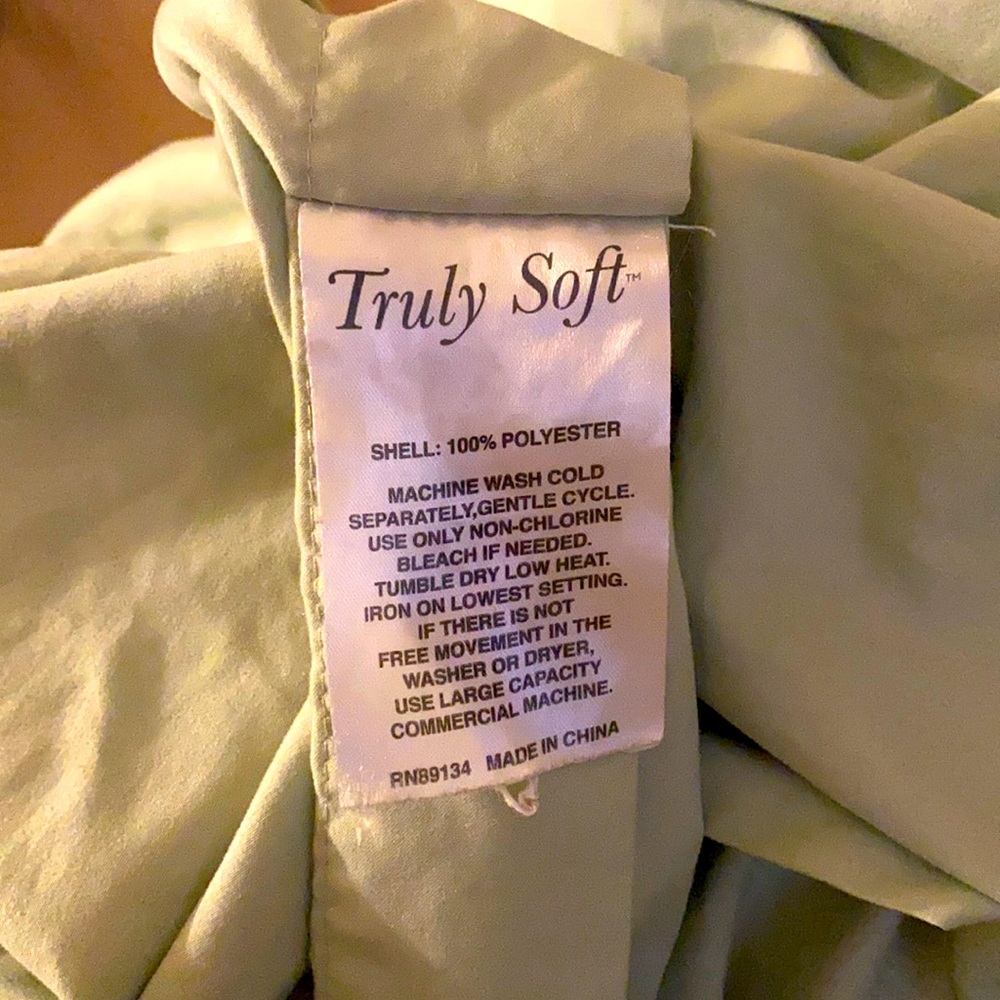 Truly Soft™
SHELL: 100% POLYESTER
MACHINE WASH COLD
SEPARATELY,GENTLE CYCLE.
USE ONLY NON-CHLORINE
BLEACH IF NEEDED.
TUMBLE DRY LOW HEAT.
IRON ON LOWEST SETTING.
IF THERE IS NOT
FREE MOVEMENT IN THE
WASHER OR DRYER,
USE LARGE CAPACITY
COMMERCIAL MACHINE.
RN89134 MADE IN CHINA